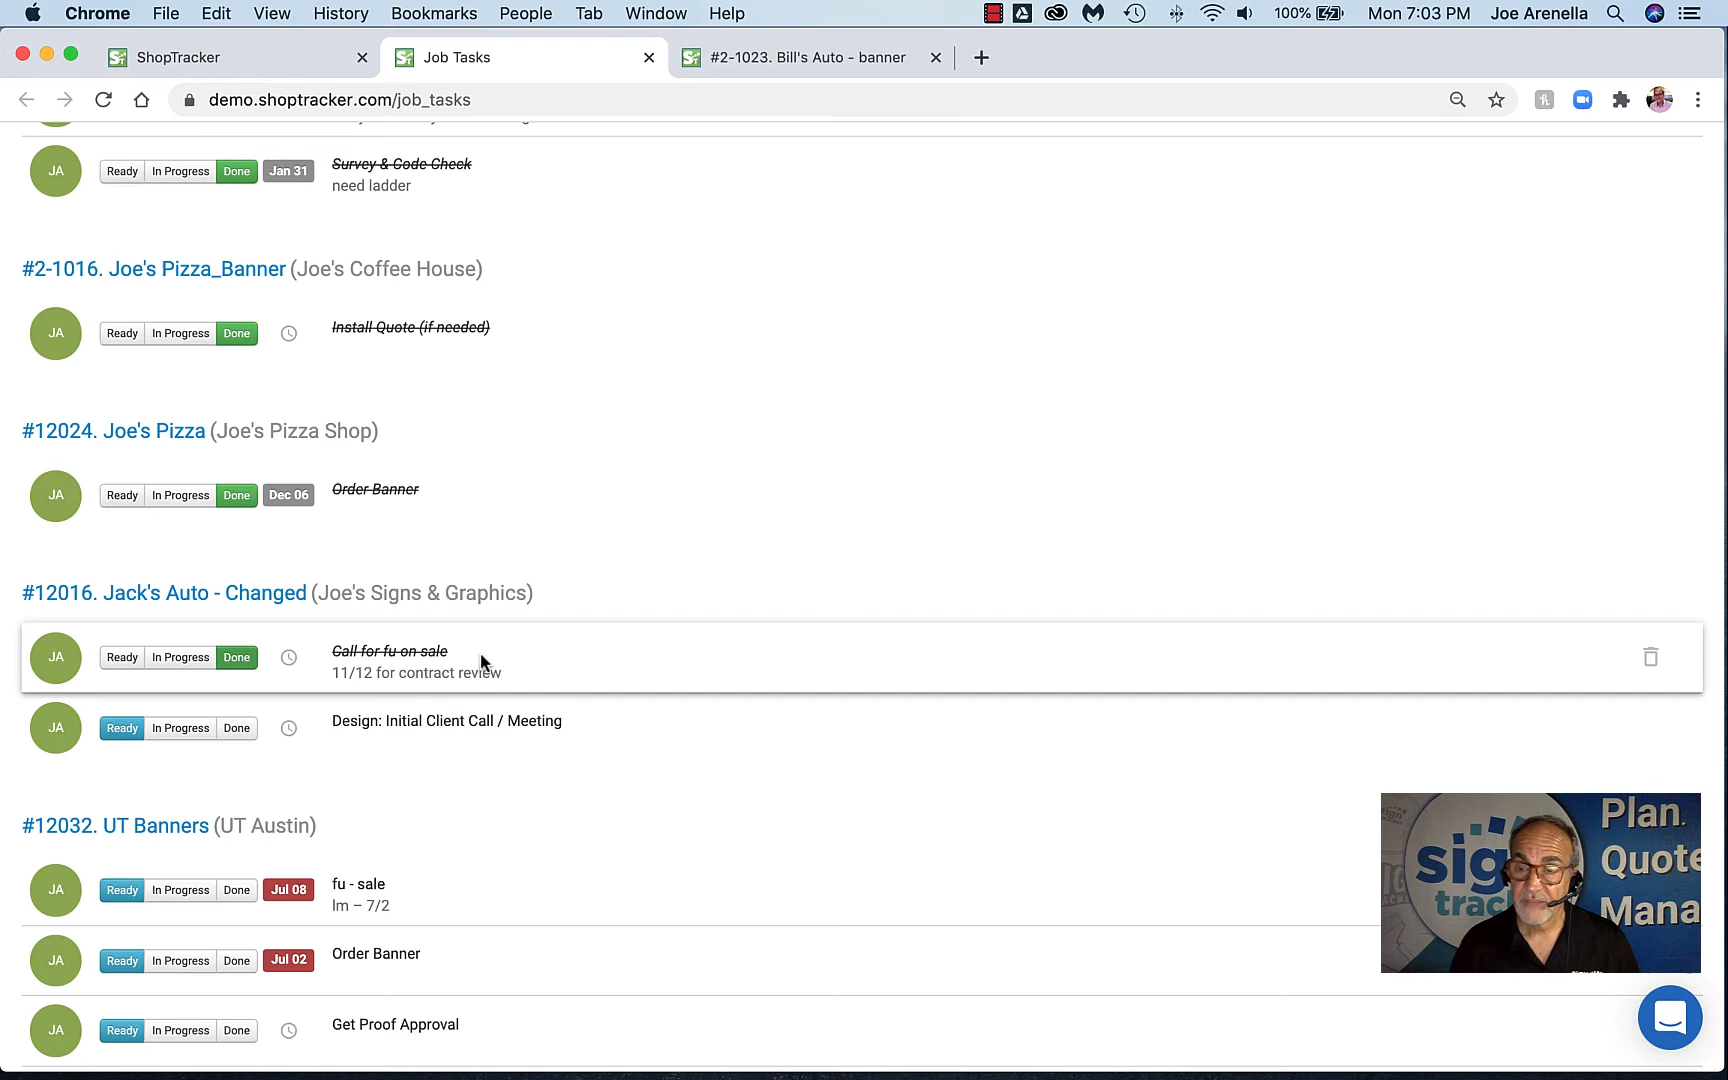 Chrome File Edit View History Bookmarks People Tab Window Help 100% Mon 7:03 PM Joe Arenella
ShopTracker
Job Tasks
#2-1023. Bill's Auto - banner
demo.shoptracker.com/job_tasks
JA Ready In Progress Done Jan 31 Survey & Code Check
need ladder
#2-1016. Joe's Pizza_Banner (Joe's Coffee House)
JA Ready In Progress Done Install Quote (if needed)
#12024. Joe's Pizza (Joe's Pizza Shop)
JA Ready In Progress Done Dec 06 Order Banner
#12016. Jack's Auto - Changed (Joe's Signs & Graphics)
JA Ready In Progress Done Call for fu on sale
11/12 for contract review
JA Ready In Progress Done Design: Initial Client Call / Meeting
#12032. UT Banners (UT Austin)
JA Ready In Progress Done Jul 08 fu - sale
lm – 7/2
JA Ready In Progress Done Jul 02 Order Banner
JA Ready In Progress Done Get Proof Approval
sig
trac
Plan.
Quote
Mana